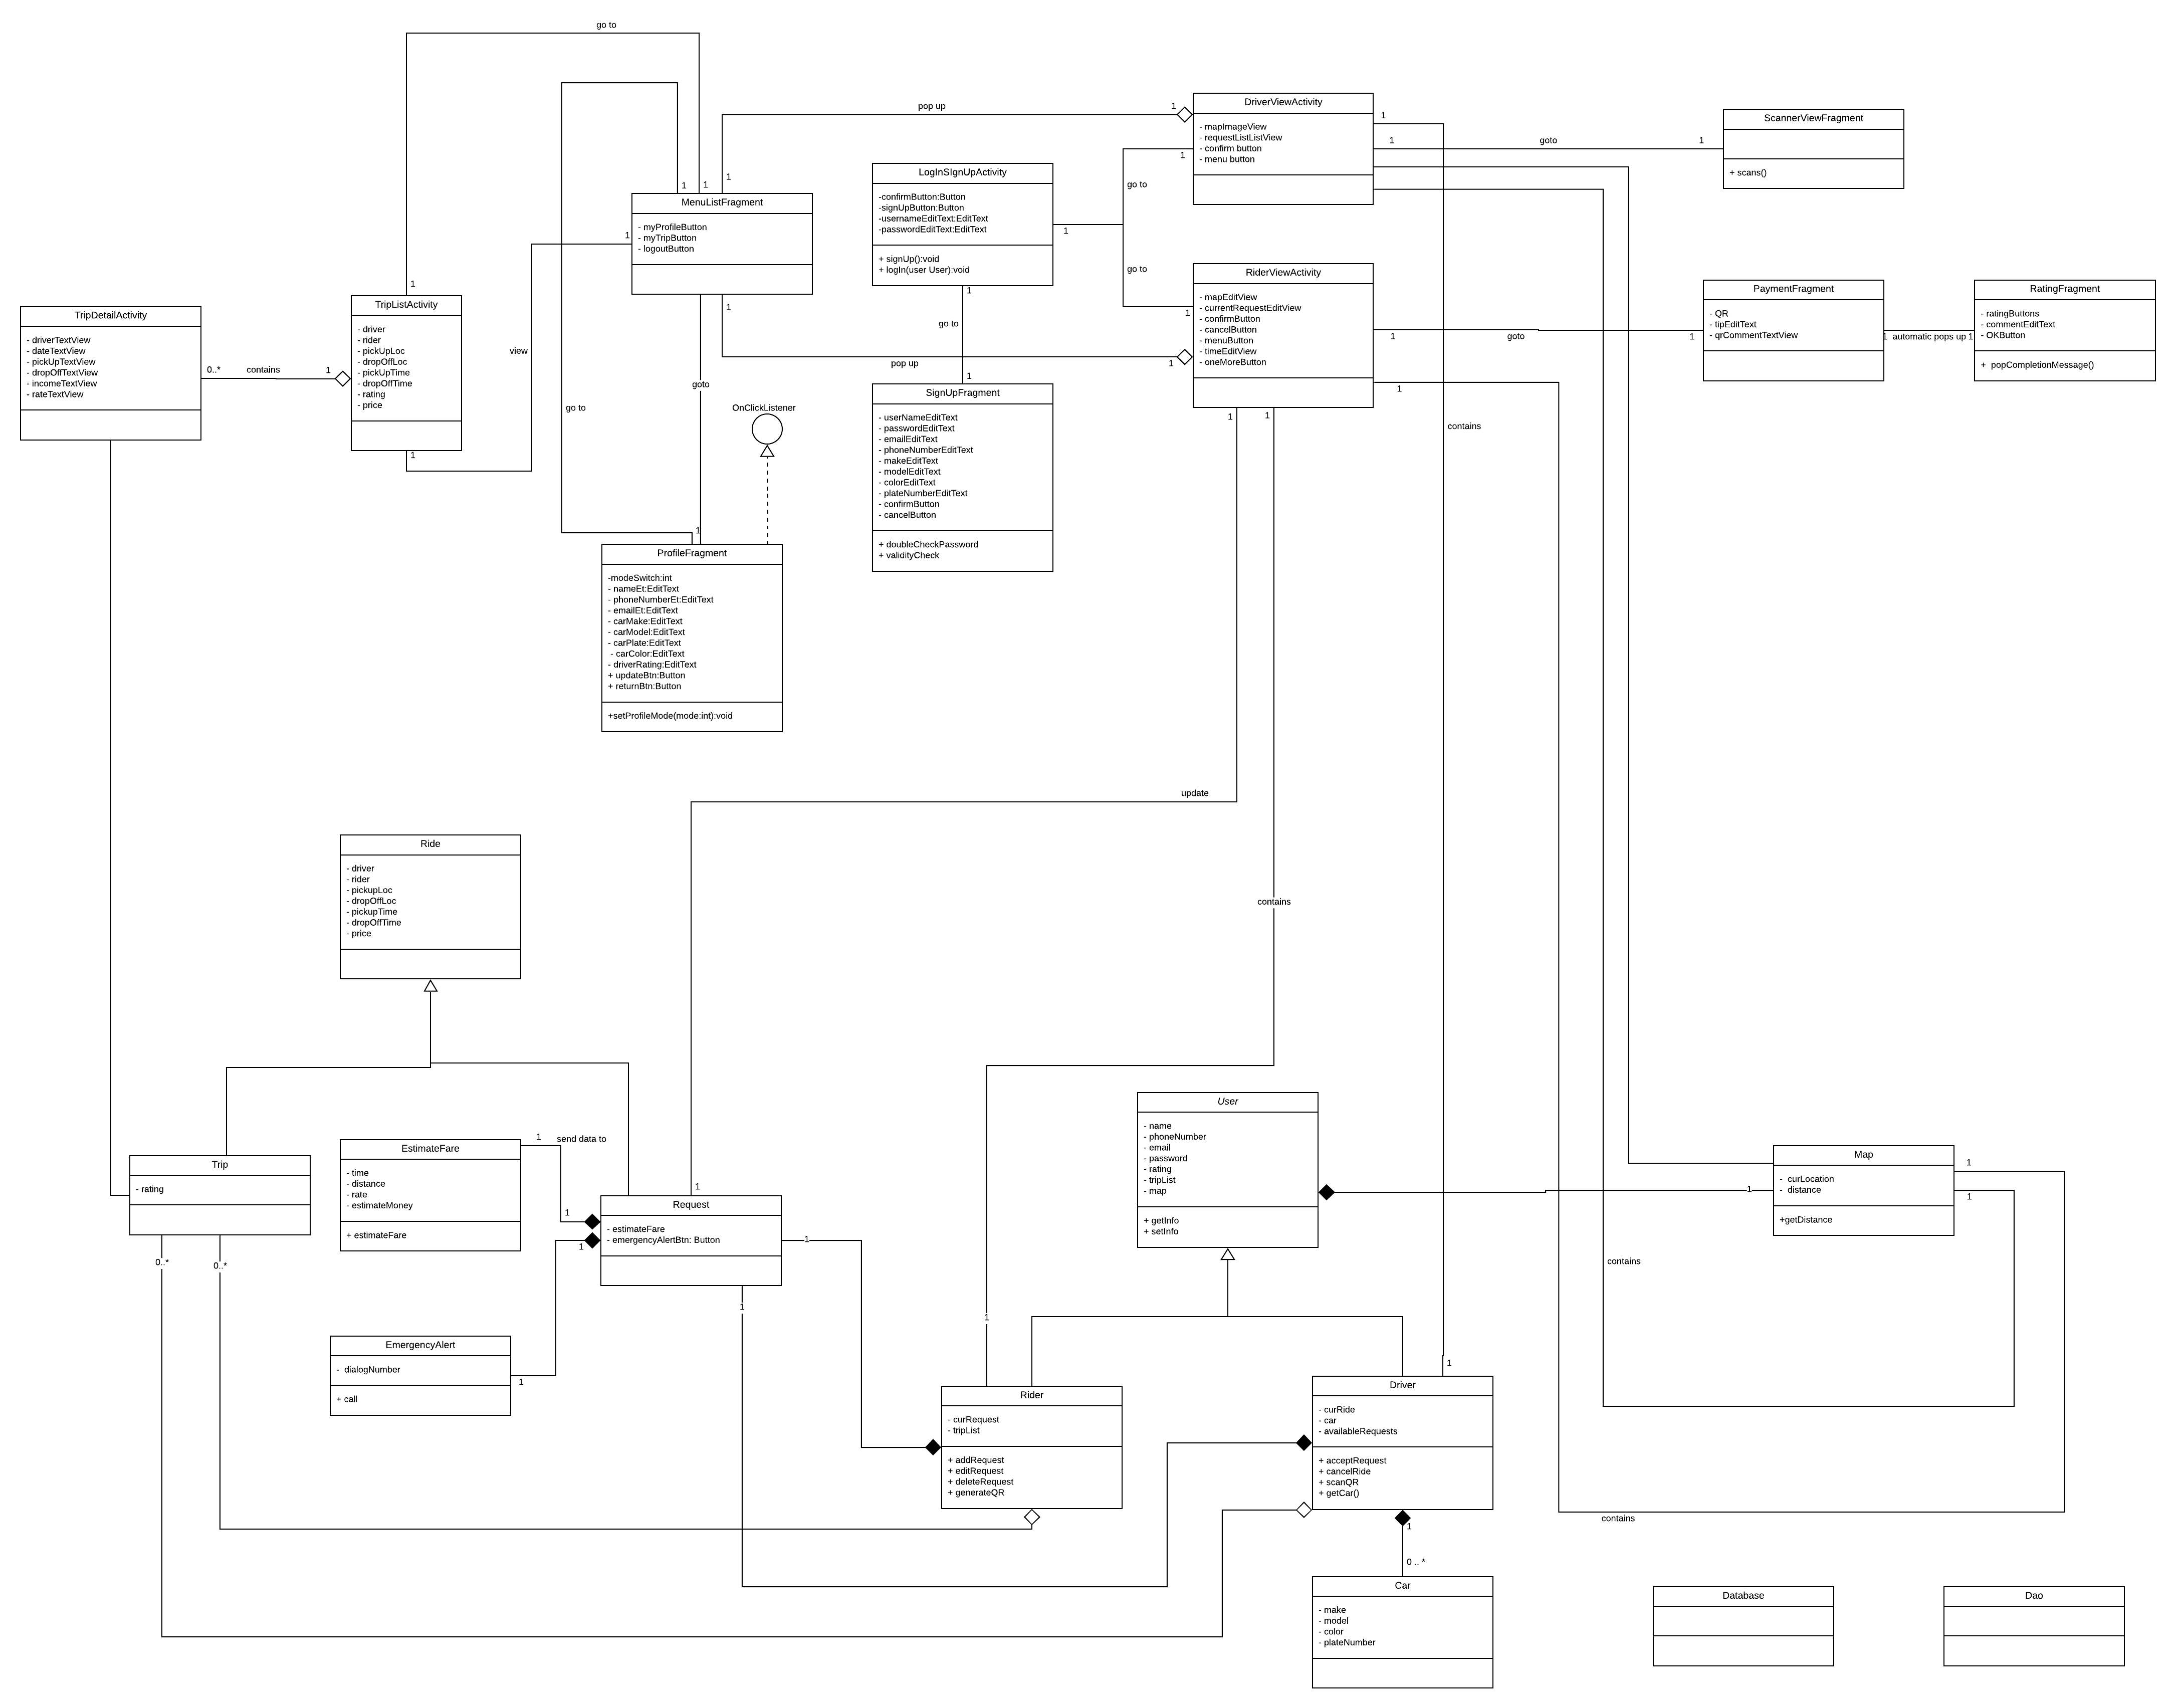 go to
pop up
1
1
1
1
1
DriverViewActivity
- mapImageView
- requestListListView
- confirm button
- menu button
1
1
goto
1
ScannerViewFragment
+ scans()
1
go to
LogInSIgnUpActivity
-confirmButton:Button
-signUpButton:Button
-usernameEditText:EditText
-passwordEditText:EditText
+ signUp():void
+ logIn(user User):void
1
go to
1
MenuListFragment
- myProfileButton
- myTripButton
- logoutButton
1
1
RiderViewActivity
- mapEditView
- currentRequestEditView
- confirmButton
- cancelButton
- menuButton
- timeEditView
- oneMoreButton
1
goto
1
PaymentFragment
- QR
- tipEditText
- qrCommentTextView
1
automatic pops up
1
RatingFragment
- ratingButtons
- commentEditText
- OKButton
+  popCompletionMessage()
TripDetailActivity
- driverTextView
- dateTextView
- pickUpTextView
- dropOffTextView
- incomeTextView
- rateTextView
0..*
contains
1
1
TripListActivity
- driver
- rider
- pickUpLoc
- dropOffLoc
- pickUpTime
- dropOffTime
- rating
- price
1
view
go to
goto
1
pop up
1
1
go to
1
SignUpFragment
- userNameEditText
- passwordEditText
- emailEditText
- phoneNumberEditText
- makeEditText
- modelEditText
- colorEditText
- plateNumberEditText
- confirmButton
- cancelButton
+ doubleCheckPassword
+ validityCheck
OnClickListener
1
1
1
contains
ProfileFragment
-modeSwitch:int
- nameEt:EditText
- phoneNumberEt:EditText
- emailEt:EditText
- carMake:EditText
- carModel:EditText
- carPlate:EditText
- carColor:EditText
- driverRating:EditText
+ updateBtn:Button
+ returnBtn:Button
+setProfileMode(mode:int):void
update
contains
Ride
- driver
- rider
- pickupLoc
- dropOffLoc
- pickupTime
- dropOffTime
- price
User
- name
- phoneNumber
- email
- password
- rating
- tripList
- map
+ getInfo
+ setInfo
1
Map
-  curLocation
-  distance
+getDistance
1
1
contains
Trip
- rating
0..*
0..*
EstimateFare
- time
- distance
- rate
- estimateMoney
+ estimateFare
1
send data to
1
1
1
Request
- estimateFare
- emergencyAlertBtn: Button
1
1
EmergencyAlert
-  dialogNumber
+ call
1
1
Rider
- curRequest
- tripList
+ addRequest
+ editRequest
+ deleteRequest
+ generateQR
1
Driver
- curRide
- car
- availableRequests
+ acceptRequest
+ cancelRide
+ scanQR
+ getCar()
contains
1
0 .. *
Car
- make
- model
- color
- plateNumber
Database
Dao